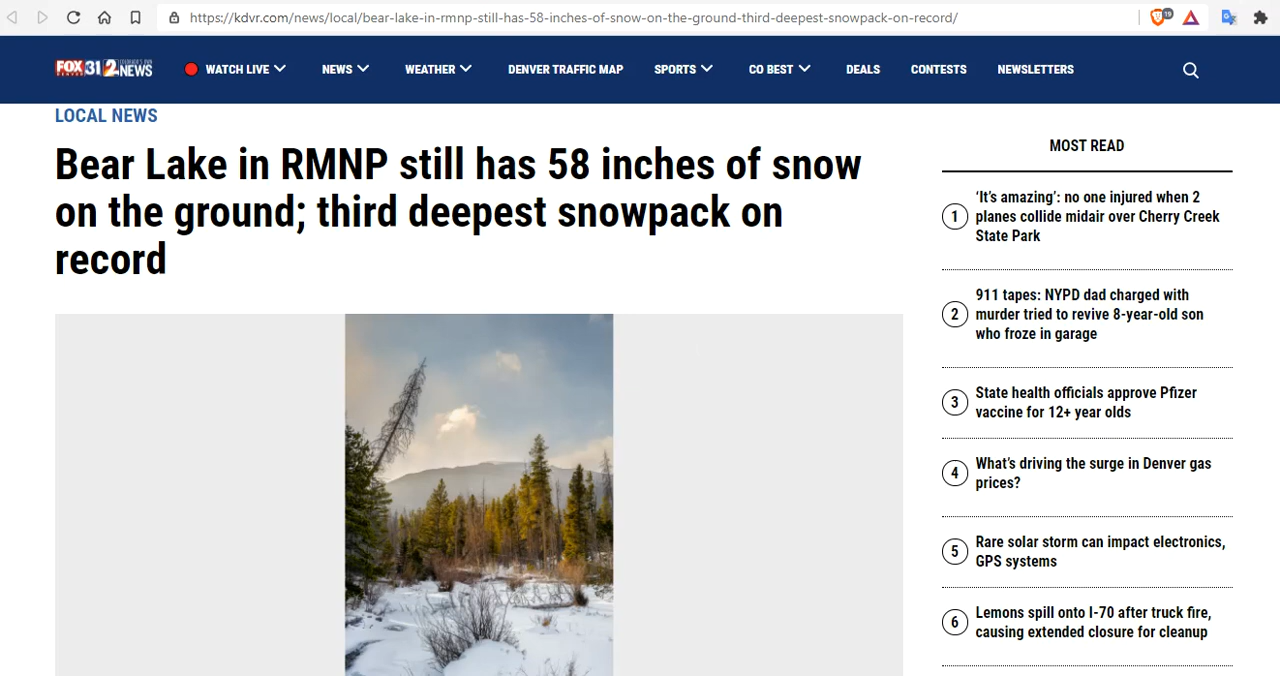 https://kdvr.com/news/local/bear-lake-in-rmnp-still-has-58-inches-of-snow-on-the-ground-third-deepest-snowpack-on-record/
19
FOX 31 2 NEWS
WATCH LIVE NEWS WEATHER DENVER TRAFFIC MAP SPORTS CO BEST DEALS CONTESTS NEWSLETTERS
LOCAL NEWS
Bear Lake in RMNP still has 58 inches of snow
on the ground; third deepest snowpack on
record
MOST READ
1
‘It’s amazing’: no one injured when 2
planes collide midair over Cherry Creek
State Park
2
911 tapes: NYPD dad charged with
murder tried to revive 8-year-old son
who froze in garage
3
State health officials approve Pfizer
vaccine for 12+ year olds
4
What’s driving the surge in Denver gas
prices?
5
Rare solar storm can impact electronics,
GPS systems
6
Lemons spill onto I-70 after truck fire,
causing extended closure for cleanup